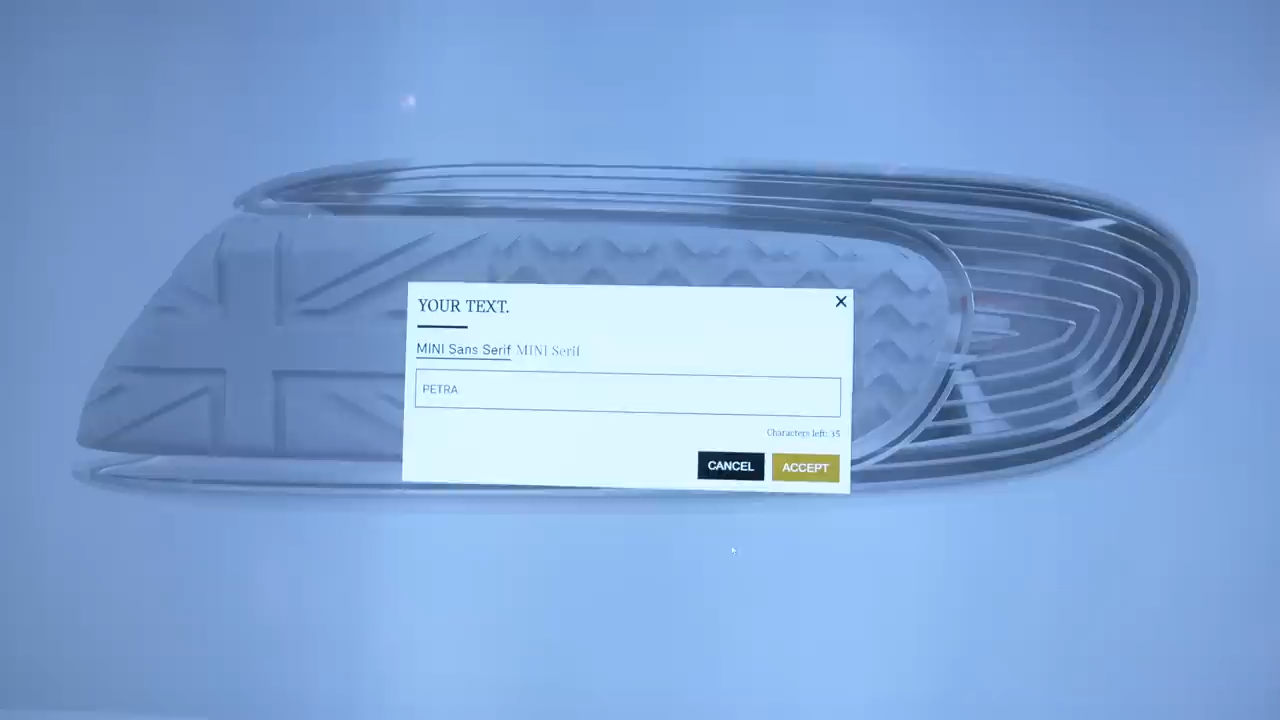 YOUR TEXT.
MINI Sans Serif MINI Serif
PETRA
Characters left: 35
CANCEL ACCEPT